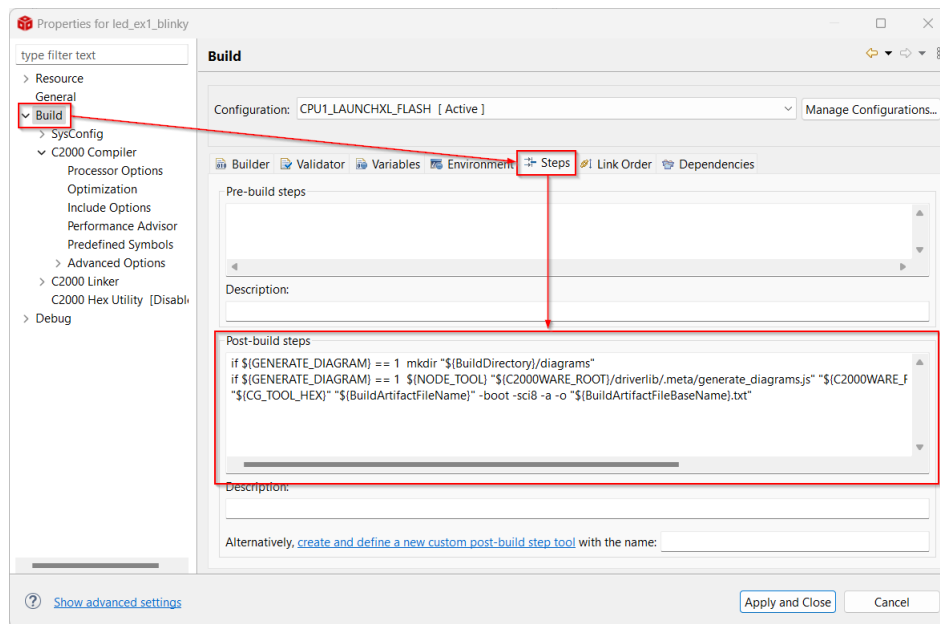 Properties for led_ex1_blinky
type filter text
Resource
General
Build
SysConfig
C2000 Compiler
Processor Options
Optimization
Include Options
Performance Advisor
Predefined Symbols
Advanced Options
C2000 Linker
C2000 Hex Utility [Disable
Debug
Build
Configuration: CPU1_LAUNCHXL_FLASH [ Active ] Manage Configurations...
Builder Validator Variables Environment Steps Link Order Dependencies
Pre-build steps
Description:
Post-build steps
if ${GENERATE_DIAGRAM} == 1 mkdir "${BuildDirectory}/diagrams"
if ${GENERATE_DIAGRAM} == 1 ${NODE_TOOL} "${C2000WARE_ROOT}/driverlib/.meta/generate_diagrams.js" "${C2000WARE_
"${CG_TOOL_HEX}" "${BuildArtifactFileName}" -boot -sci8 -a -o "${BuildArtifactFileBaseName}.txt"
Description:
Alternatively, create and define a new custom post-build step tool with the name:
Show advanced settings
Apply and Close Cancel